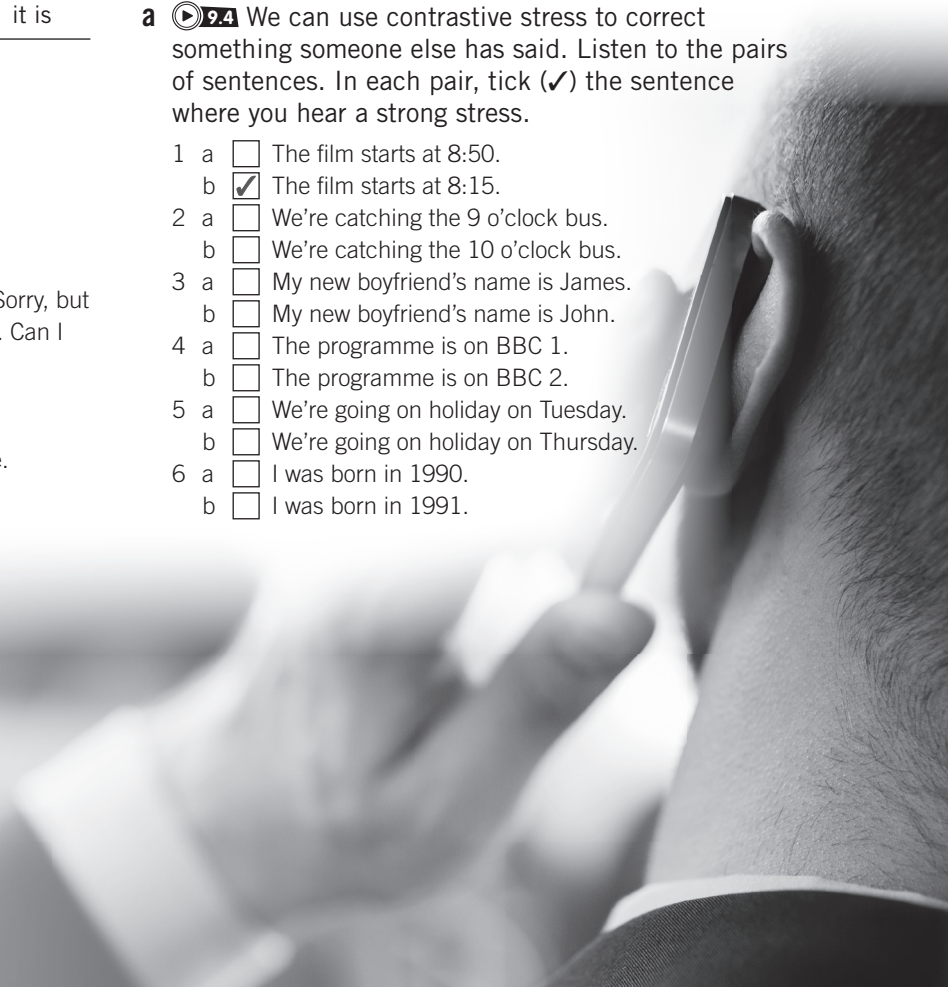 it is
Sorry, but
. Can I
e.
a 9.4 We can use contrastive stress to correct
something someone else has said. Listen to the pairs
of sentences. In each pair, tick (✓) the sentence
where you hear a strong stress.
1 a ☐ The film starts at 8:50.
b ☑ The film starts at 8:15.
2 a ☐ We're catching the 9 o'clock bus.
b ☐ We're catching the 10 o'clock bus.
3 a ☐ My new boyfriend's name is James.
b ☐ My new boyfriend's name is John.
4 a ☐ The programme is on BBC 1.
b ☐ The programme is on BBC 2.
5 a ☐ We're going on holiday on Tuesday.
b ☐ We're going on holiday on Thursday.
6 a ☐ I was born in 1990.
b ☐ I was born in 1991.